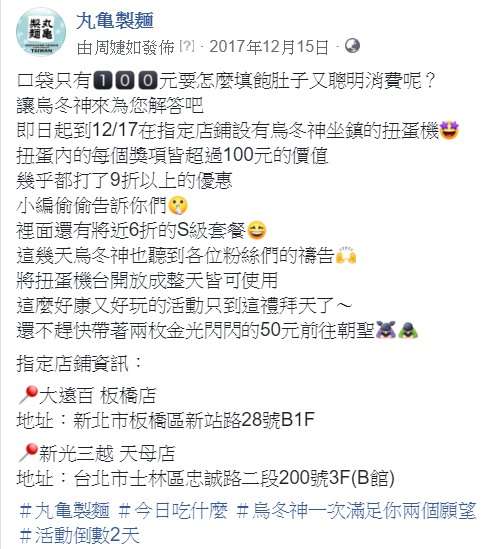 丸亀製麵
丸亀製麺
TAIWAN
由周婕如發佈 [?] · 2017年12月15日 ·
口袋只有100元要怎麼填飽肚子又聰明消費呢？
讓烏冬神來為您解答吧
即日起到12/17在指定店鋪設有烏冬神坐鎮的扭蛋機🤩
扭蛋內的每個獎項皆超過100元的價值
幾乎都打了9折以上的優惠
小編偷偷告訴你們🤫
裡面還有將近6折的S級套餐😄
這幾天烏冬神也聽到各位粉絲們的禱告🙌
將扭蛋機台開放成整天皆可使用
這麼好康又好玩的活動只到這禮拜天了～
還不趕快帶著兩枚金光閃閃的50元前往朝聖🙇‍♀️🙇‍♂️
指定店鋪資訊：
📍大遠百 板橋店
地址：新北市板橋區新站路28號B1F
📍新光三越 天母店
地址：台北市士林區忠誠路二段200號3F(B館)
＃丸亀製麵 ＃今日吃什麼 ＃烏冬神一次滿足你兩個願望
＃活動倒數2天